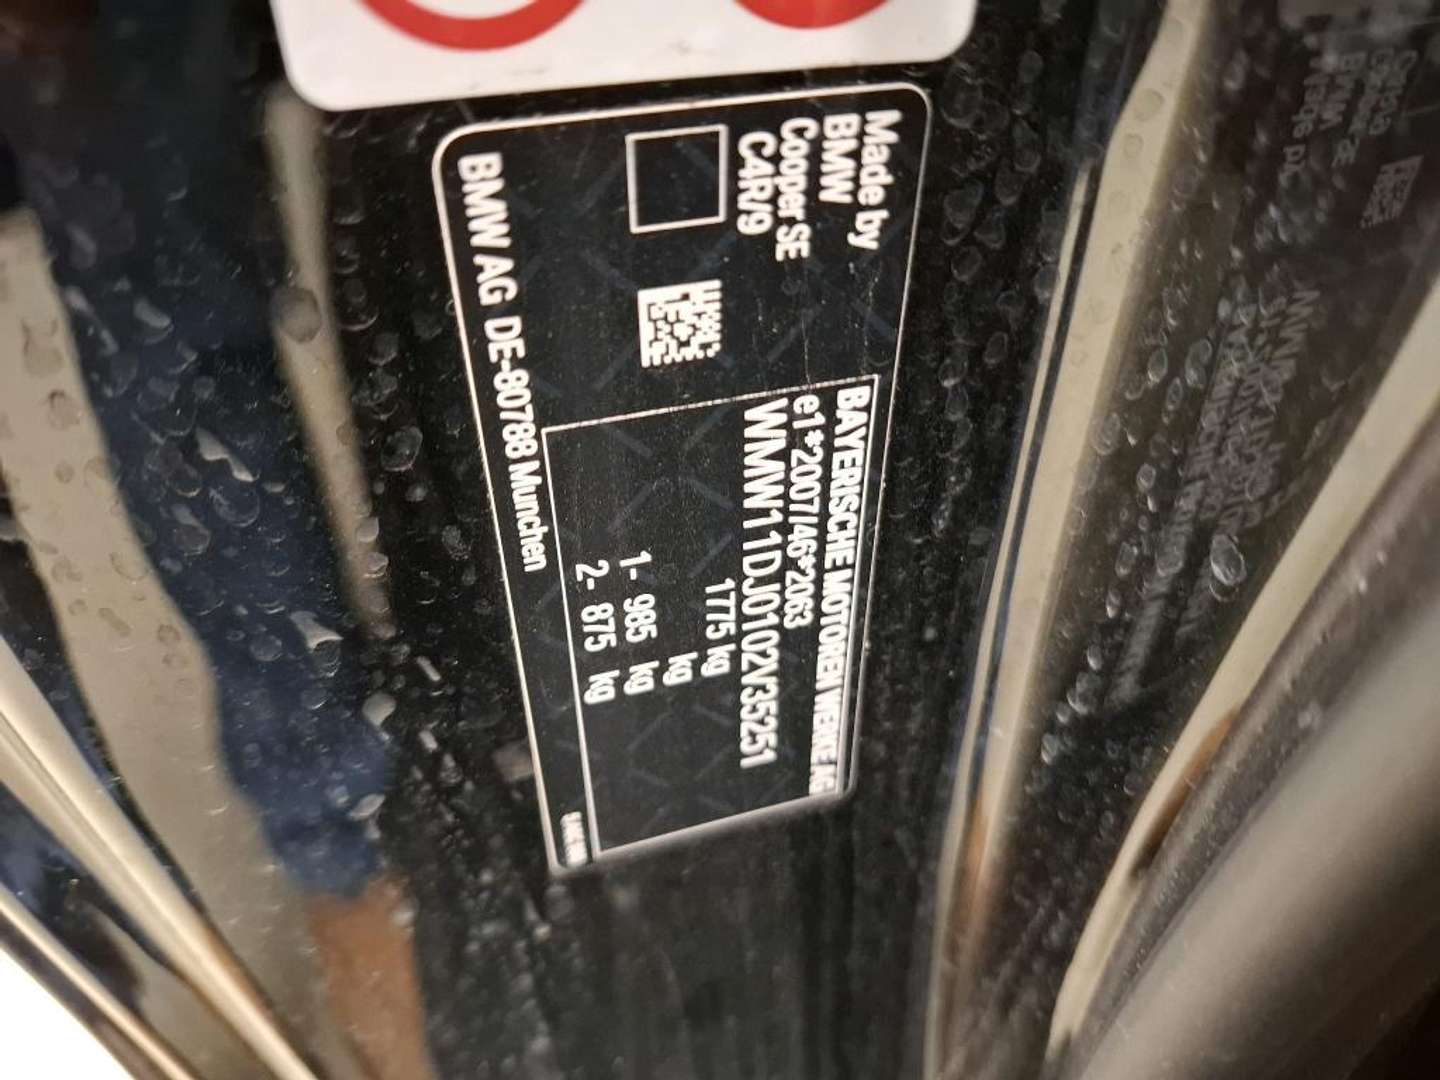 Made by
BMW
Cooper SE
C4R/9
BAYERISCHE MOTOREN WERKE AG
e1*2007/46*2063
WMW11DJ0102V35251
1775 kg
kg
1- 985 kg
2- 875 kg
BMW AG DE-80788 Munchen